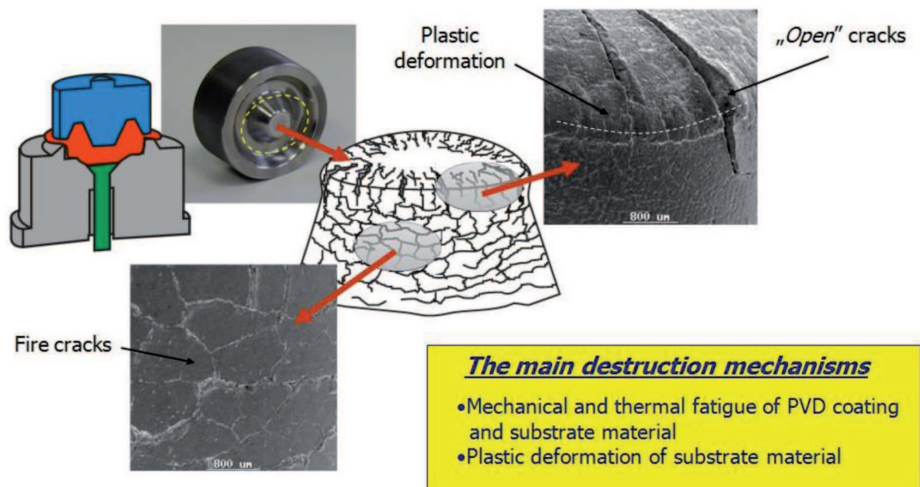 Plastic
deformation
„Open” cracks
800 um
Fire cracks
800 um
The main destruction mechanisms
•Mechanical and thermal fatigue of PVD coating
and substrate material
•Plastic deformation of substrate material